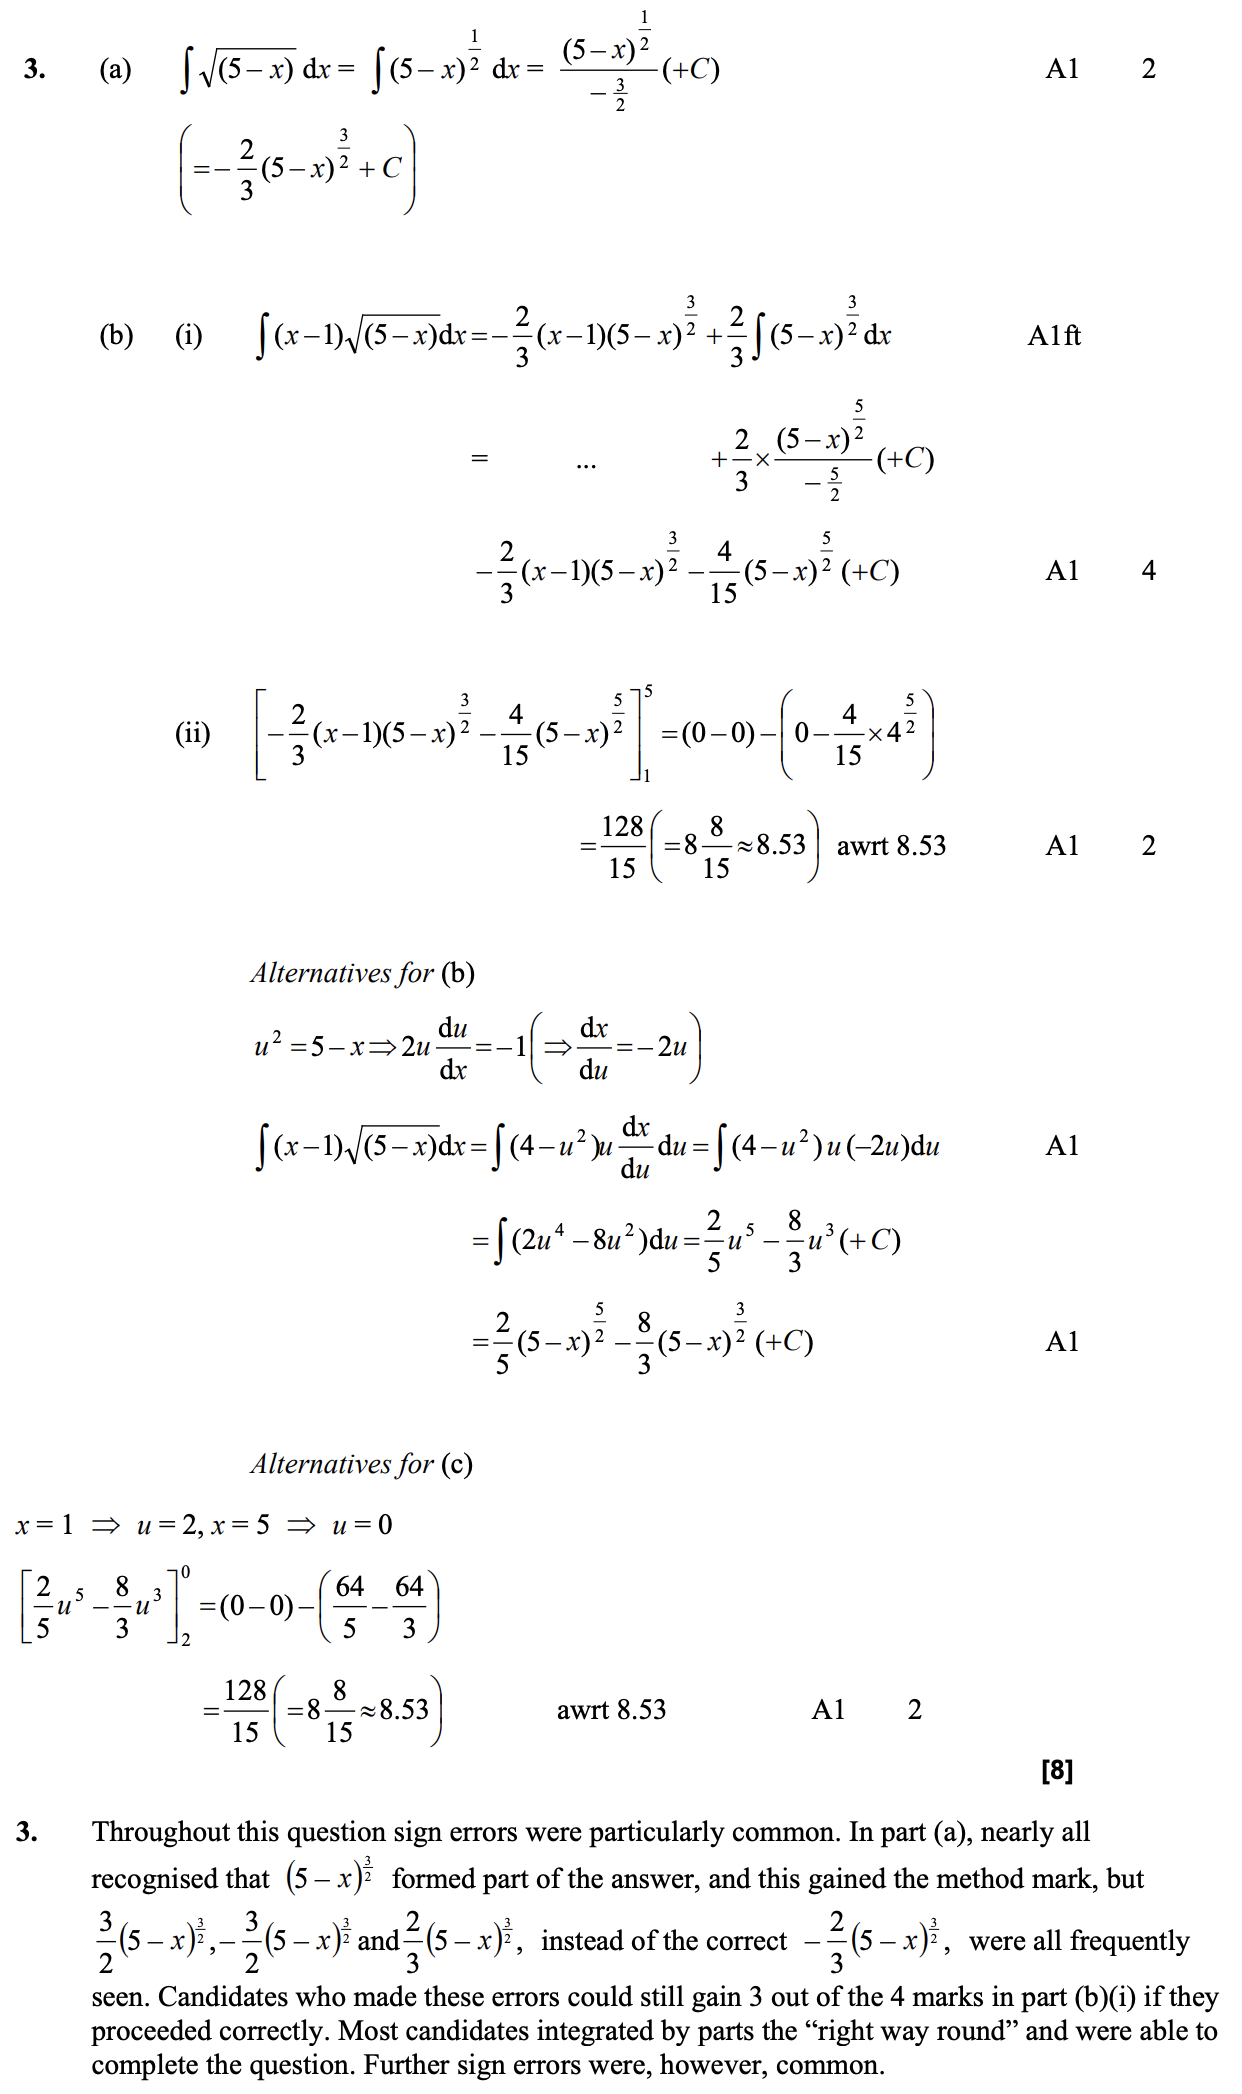 3. (a) ∫√(5 − x) dx = ∫(5 − x)^(1/2) dx = (5 − x)^(1/2) / −(3/2) (+C) A1 2
(= −2/3 (5 − x)^(3/2) + C)
(b) (i) ∫(x − 1)√(5 − x)dx = −2/3 (x − 1)(5 − x)^(3/2) + 2/3 ∫(5 − x)^(3/2) dx A1ft
= ... + 2/3 × (5 − x)^(5/2) / −(5/2) (+C)
−2/3 (x − 1)(5 − x)^(3/2) − 4/15 (5 − x)^(5/2) (+C) A1 4
(ii) [−2/3 (x − 1)(5 − x)^(3/2) − 4/15 (5 − x)^(5/2)]_1^5 = (0 − 0) − (0 − 4/15 × 4^(5/2))
= 128/15 (= 8 8/15 ≈ 8.53) awrt 8.53 A1 2
Alternatives for (b)
u² = 5 − x ⇒ 2u du/dx = −1 (⇒ dx/du = −2u)
∫(x − 1)√(5 − x)dx = ∫(4 − u²)u dx/du du = ∫(4 − u²)u(−2u)du A1
= ∫(2u⁴ − 8u²)du = 2/5 u⁵ − 8/3 u³ (+ C)
= 2/5 (5 − x)^(5/2) − 8/3 (5 − x)^(3/2) (+C) A1
Alternatives for (c)
x = 1 ⇒ u = 2, x = 5 ⇒ u = 0
[2/5 u⁵ − 8/3 u³]_2^0 = (0 − 0) − (64/5 − 64/3)
= 128/15 (= 8 8/15 ≈ 8.53) awrt 8.53 A1 2
[8]
3. Throughout this question sign errors were particularly common. In part (a), nearly all
recognised that (5 − x)^(3/2) formed part of the answer, and this gained the method mark, but
3/2 (5 − x)^(3/2), −3/2 (5 − x)^(3/2) and 2/3 (5 − x)^(3/2), instead of the correct −2/3 (5 − x)^(3/2), were all frequently
seen. Candidates who made these errors could still gain 3 out of the 4 marks in part (b)(i) if they
proceeded correctly. Most candidates integrated by parts the “right way round” and were able to
complete the question. Further sign errors were, however, common.